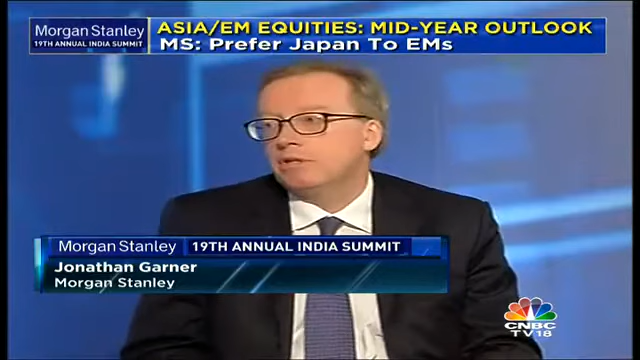 Morgan Stanley
19TH ANNUAL INDIA SUMMIT
ASIA/EM EQUITIES: MID-YEAR OUTLOOK
MS: Prefer Japan To EMs
Morgan Stanley
19TH ANNUAL INDIA SUMMIT
Jonathan Garner
Morgan Stanley
CNBC
TV18